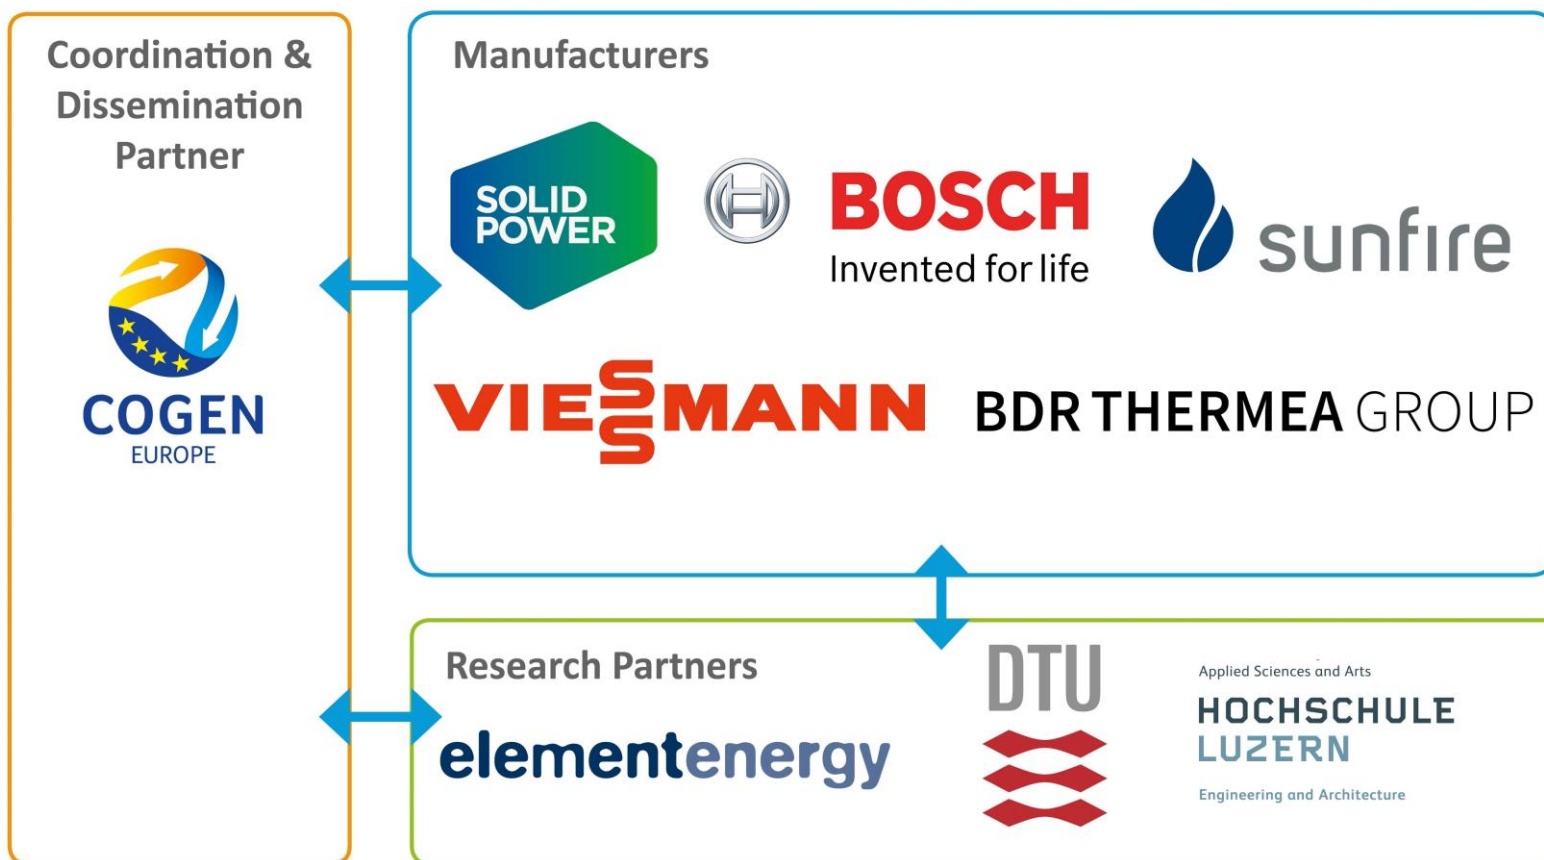 Coordination &
Dissemination
Partner
COGEN
EUROPE
Manufacturers
SOLID
POWER
BOSCH
Invented for life
sunfire
VIESSMANN
BDR THERMEA GROUP
Research Partners
elementenergy
DTU
Applied Sciences and Arts
HOCHSCHULE
LUZERN
Engineering and Architecture